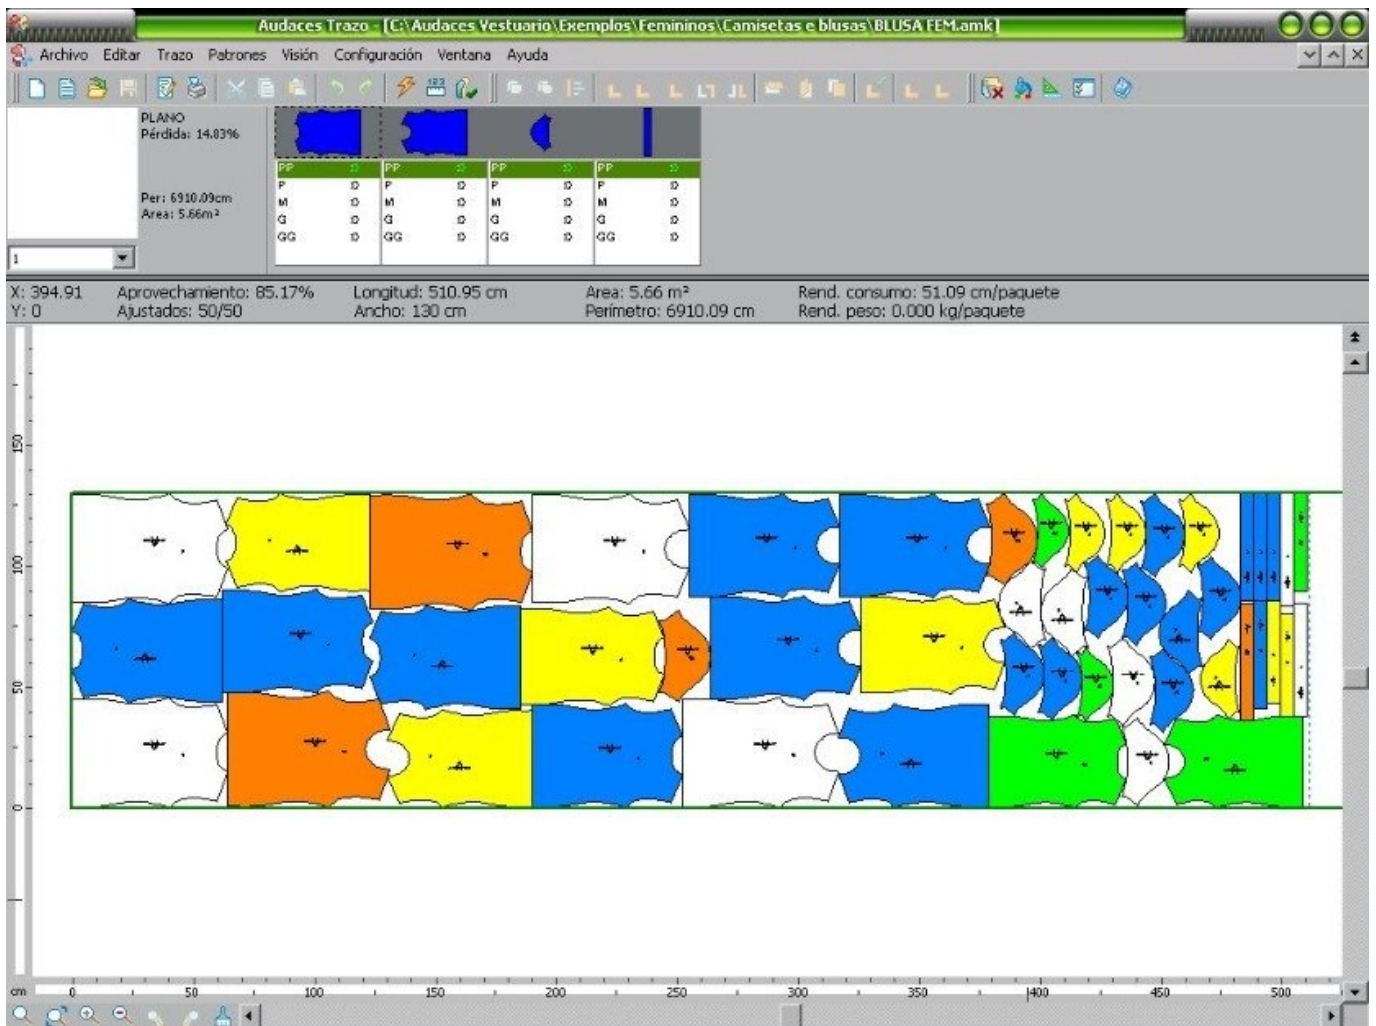 Audaces Trazo - [C:\Audaces Vestuario\Exemplos\Femininos\Camisetas e blusas\BLUSA FEM.amk]
Archivo Editar Trazo Patrones Visión Configuración Ventana Ayuda
PLANO
Pérdida: 14.83%
Per: 6910.09cm
Area: 5.66m²
PP PP PP PP
P P P P
M M M M
G G G G
GG GG GG GG
1
X: 394.91 Aprovechamiento: 85.17% Longitud: 510.95 cm Area: 5.66 m² Rend. consumo: 51.09 cm/paquete
Y: 0 Ajustados: 50/50 Ancho: 130 cm Perímetro: 6910.09 cm Rend. peso: 0.000 kg/paquete
150
100
50
0
cm 0 50 100 150 200 250 300 350 400 450 500